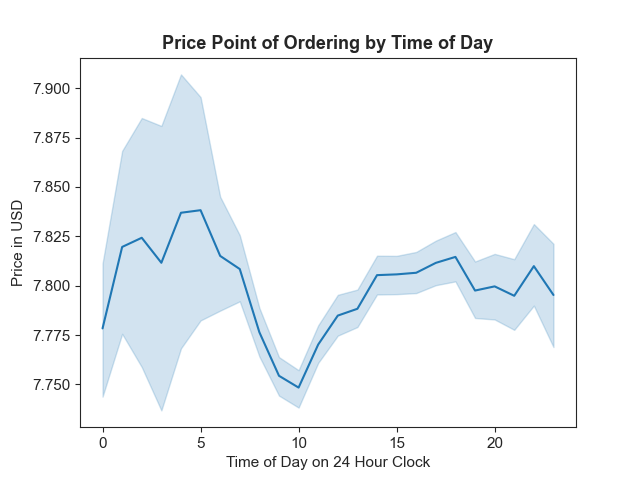 Price Point of Ordering by Time of Day
Price in USD
7.900
7.875
7.850
7.825
7.800
7.775
7.750
0 5 10 15 20
Time of Day on 24 Hour Clock